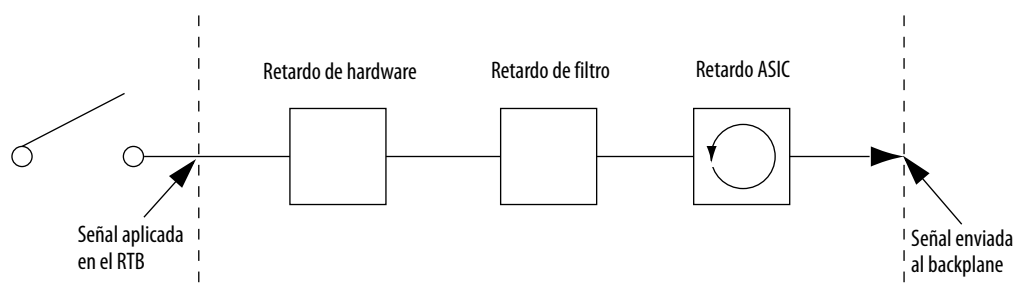 Retardo de hardware
Retardo de filtro
Retardo ASIC
Señal aplicada
en el RTB
Señal enviada
al backplane